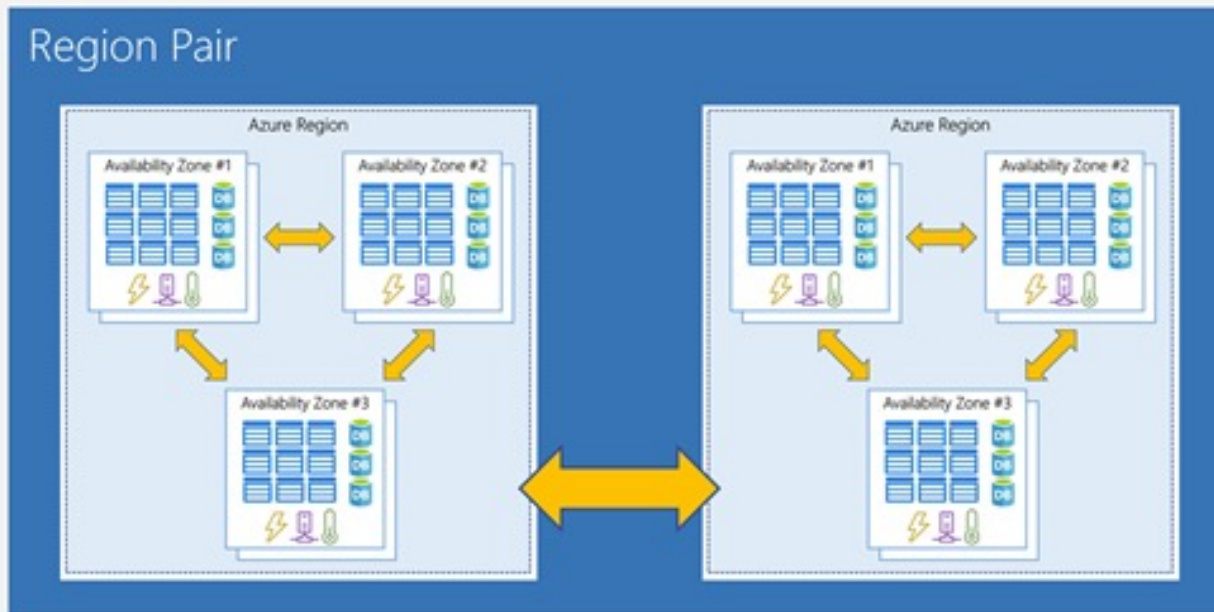 Region Pair
Azure Region
Availability Zone #1
DB
DB
DB
Availability Zone #2
DB
DB
DB
Availability Zone #3
DB
DB
DB
Azure Region
Availability Zone #1
DB
DB
DB
Availability Zone #2
DB
DB
DB
Availability Zone #3
DB
DB
DB